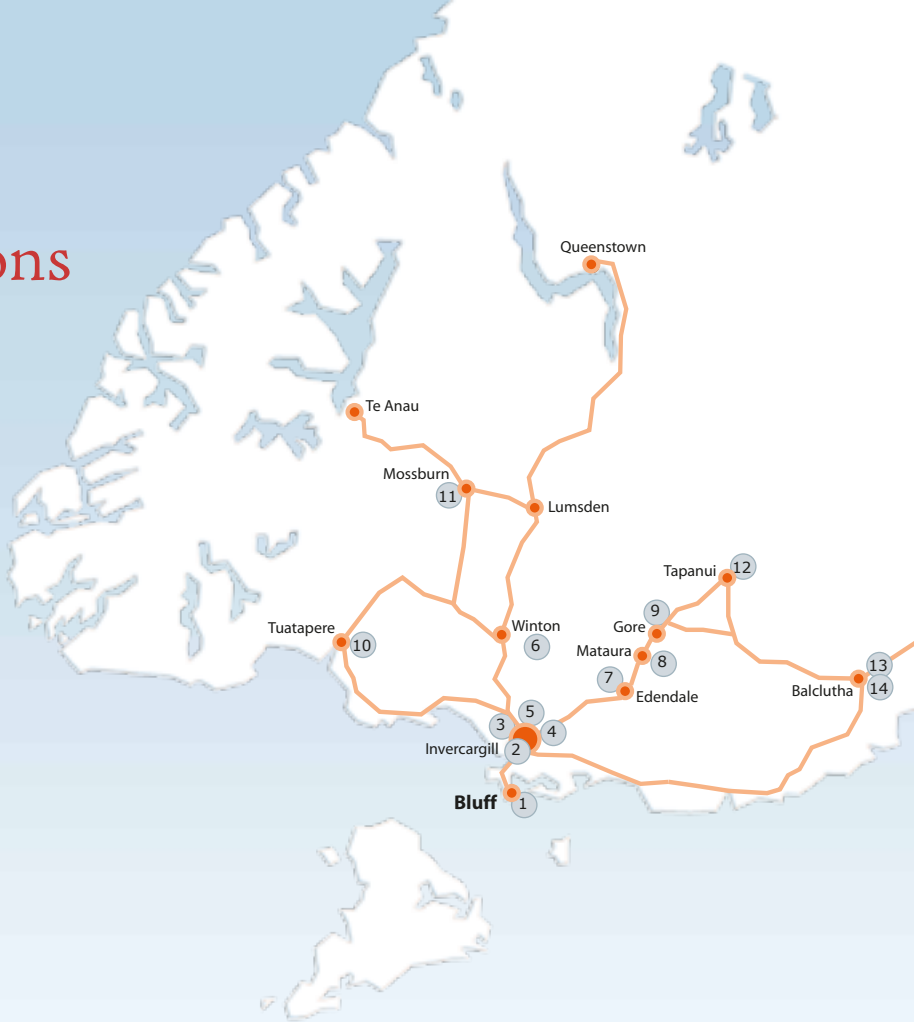 ons
Queenstown
Te Anau
Mossburn
11
Lumsden
Tapanui
12
9
Gore
Tuatapere
10
Winton
6
Mataura
8
7
Edendale
13
Balclutha
14
5
3
4
Invercargill
2
Bluff
1